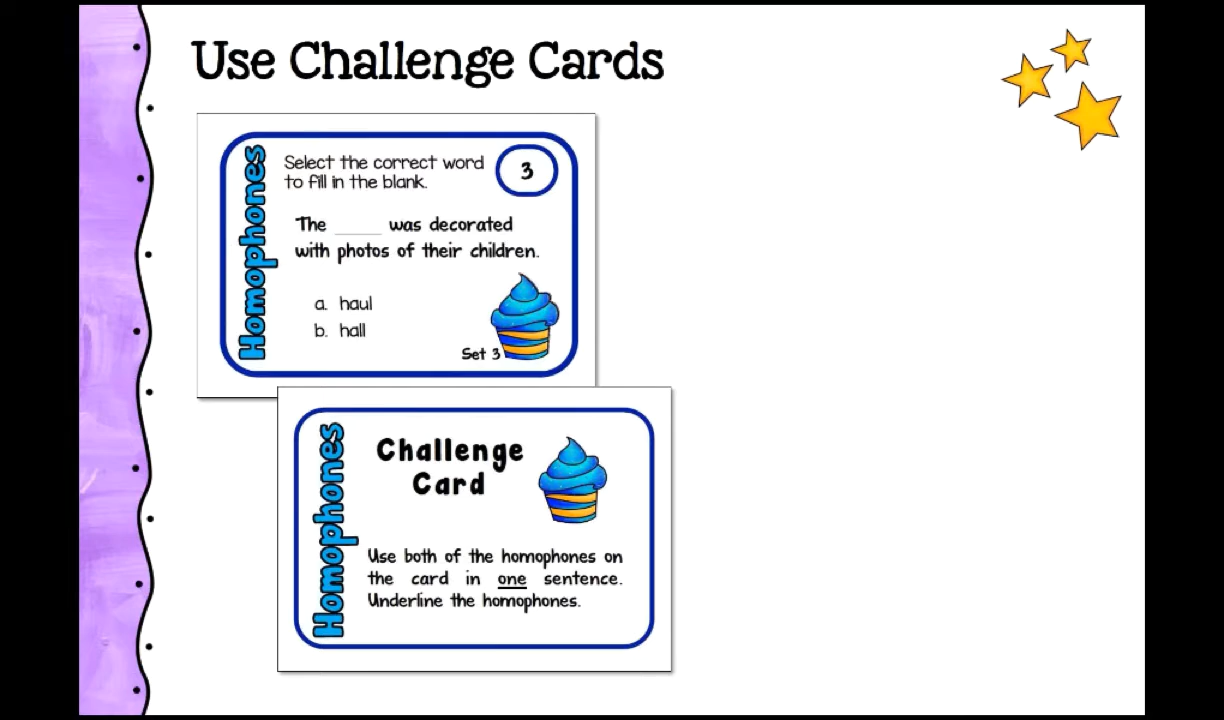 Use Challenge Cards
Homophones
Select the correct word
to fill in the blank.
3
The _____ was decorated
with photos of their children.
a. haul
b. hall
Set 3
Homophones
Challenge
Card
Use both of the homophones on
the card in one sentence.
Underline the homophones.